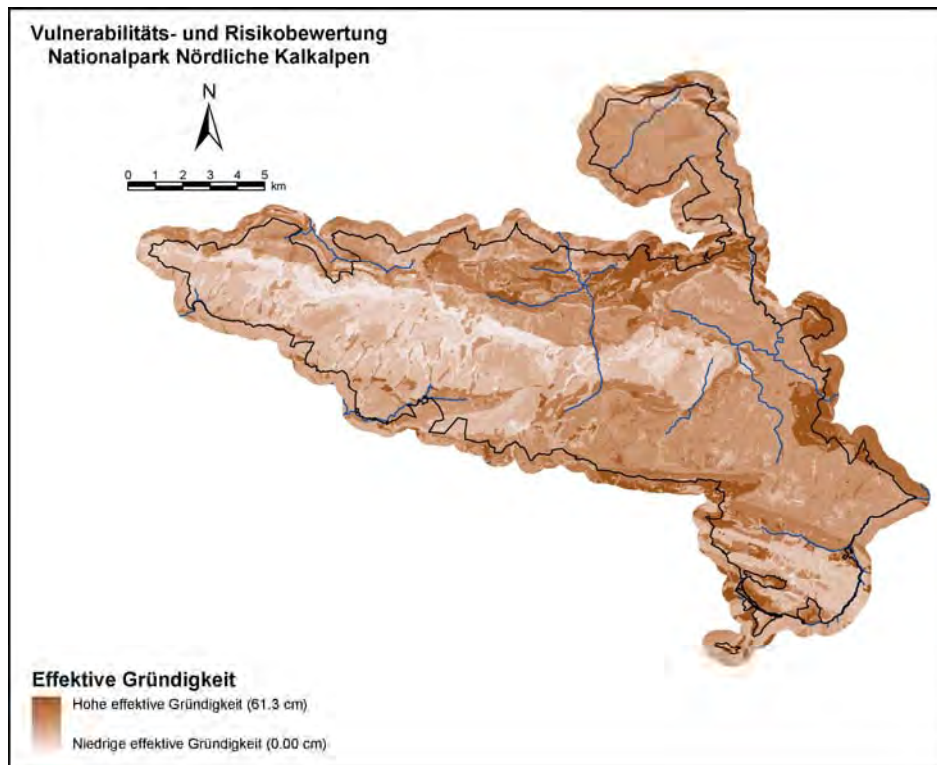 Vulnerabilitäts- und Risikobewertung
Nationalpark Nördliche Kalkalpen
N
0 1 2 3 4 5
km
Effektive Gründigkeit
Hohe effektive Gründigkeit (61.3 cm)
Niedrige effektive Gründigkeit (0.00 cm)